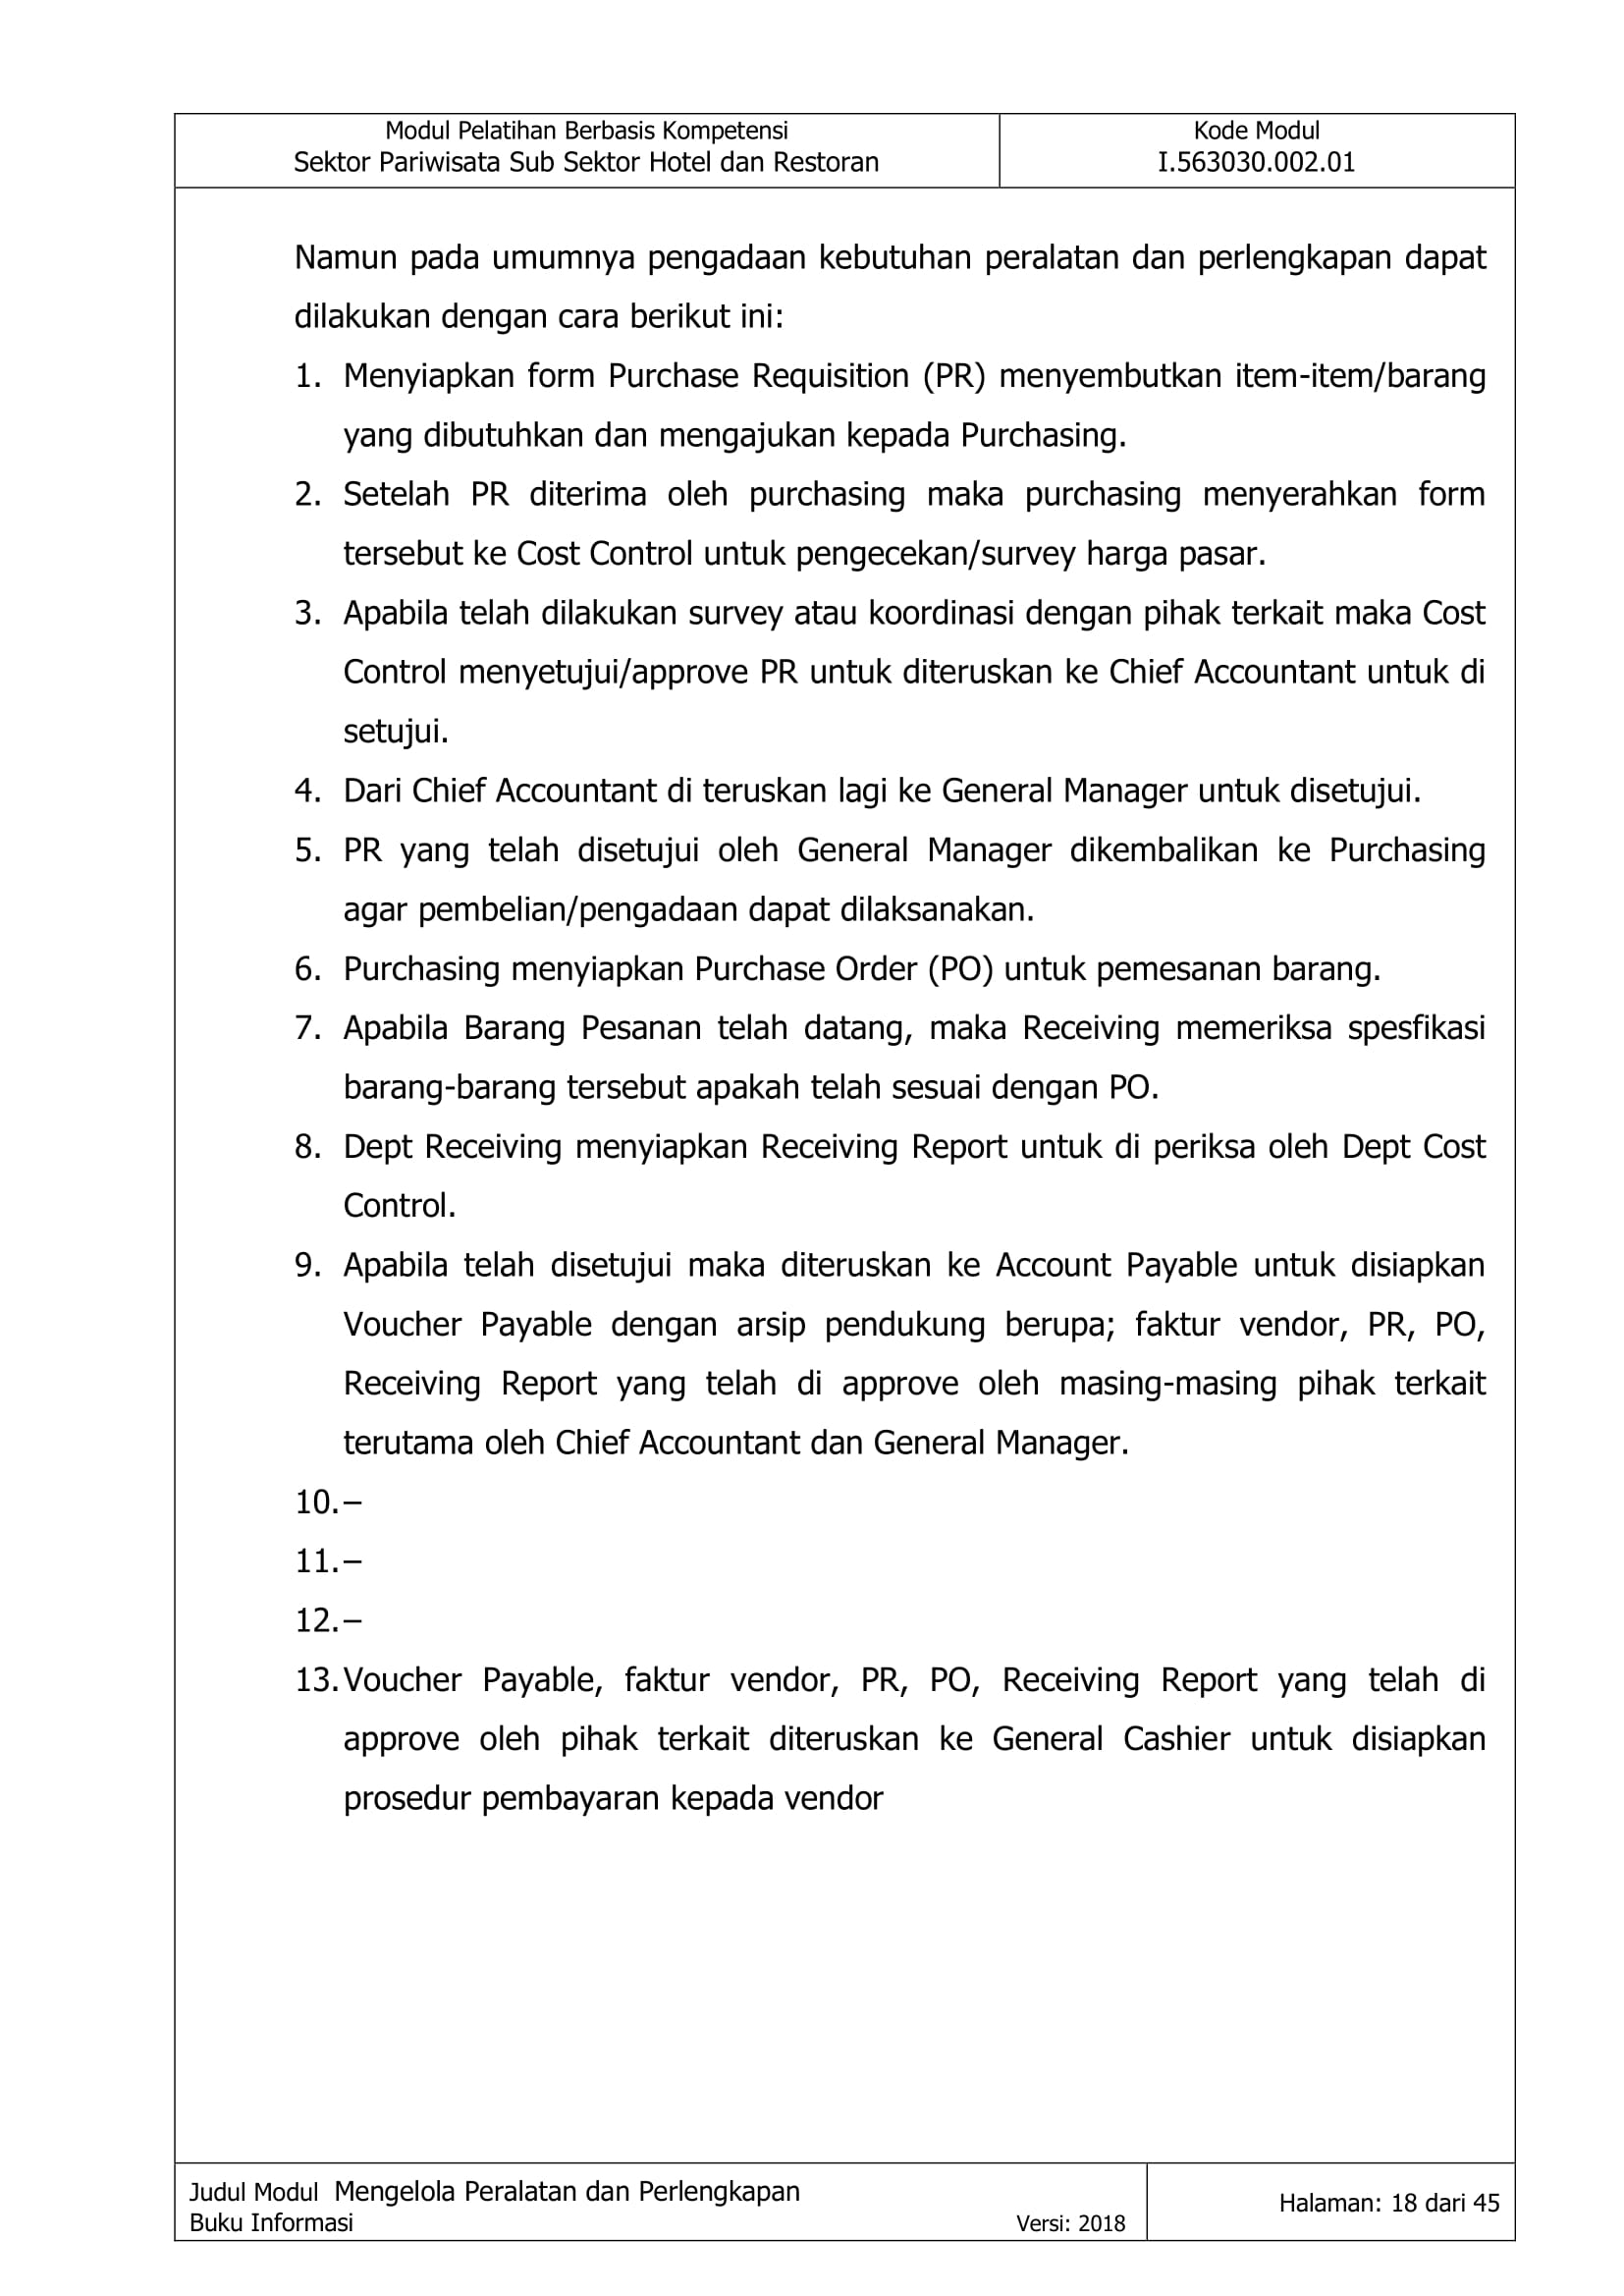 Modul Pelatihan Berbasis Kompetensi
Sektor Pariwisata Sub Sektor Hotel dan Restoran
Kode Modul
I.563030.002.01
Namun pada umumnya pengadaan kebutuhan peralatan dan perlengkapan dapat
dilakukan dengan cara berikut ini:
1. Menyiapkan form Purchase Requisition (PR) menyembutkan item-item/barang
yang dibutuhkan dan mengajukan kepada Purchasing.
2. Setelah PR diterima oleh purchasing maka purchasing menyerahkan form
tersebut ke Cost Control untuk pengecekan/survey harga pasar.
3. Apabila telah dilakukan survey atau koordinasi dengan pihak terkait maka Cost
Control menyetujui/approve PR untuk diteruskan ke Chief Accountant untuk di
setujui.
4. Dari Chief Accountant di teruskan lagi ke General Manager untuk disetujui.
5. PR yang telah disetujui oleh General Manager dikembalikan ke Purchasing
agar pembelian/pengadaan dapat dilaksanakan.
6. Purchasing menyiapkan Purchase Order (PO) untuk pemesanan barang.
7. Apabila Barang Pesanan telah datang, maka Receiving memeriksa spesfikasi
barang-barang tersebut apakah telah sesuai dengan PO.
8. Dept Receiving menyiapkan Receiving Report untuk di periksa oleh Dept Cost
Control.
9. Apabila telah disetujui maka diteruskan ke Account Payable untuk disiapkan
Voucher Payable dengan arsip pendukung berupa; faktur vendor, PR, PO,
Receiving Report yang telah di approve oleh masing-masing pihak terkait
terutama oleh Chief Accountant dan General Manager.
10. –
11. –
12. –
13. Voucher Payable, faktur vendor, PR, PO, Receiving Report yang telah di
approve oleh pihak terkait diteruskan ke General Cashier untuk disiapkan
prosedur pembayaran kepada vendor
Judul Modul Mengelola Peralatan dan Perlengkapan
Buku Informasi Versi: 2018
Halaman: 18 dari 45